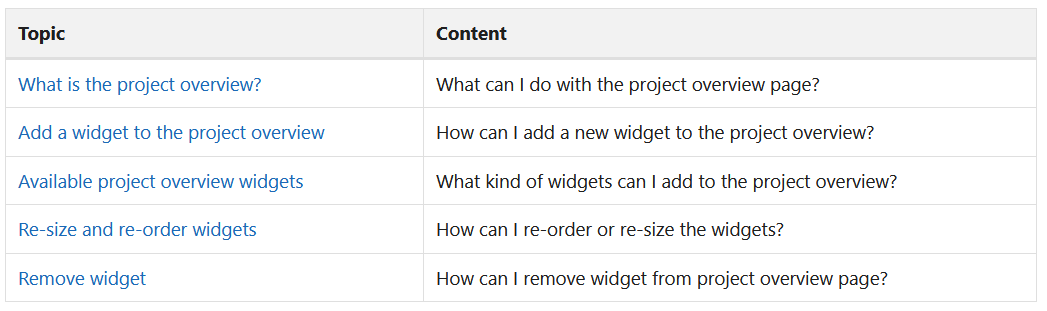 Topic Content
What is the project overview? What can I do with the project overview page?
Add a widget to the project overview How can I add a new widget to the project overview?
Available project overview widgets What kind of widgets can I add to the project overview?
Re-size and re-order widgets How can I re-order or re-size the widgets?
Remove widget How can I remove widget from project overview page?